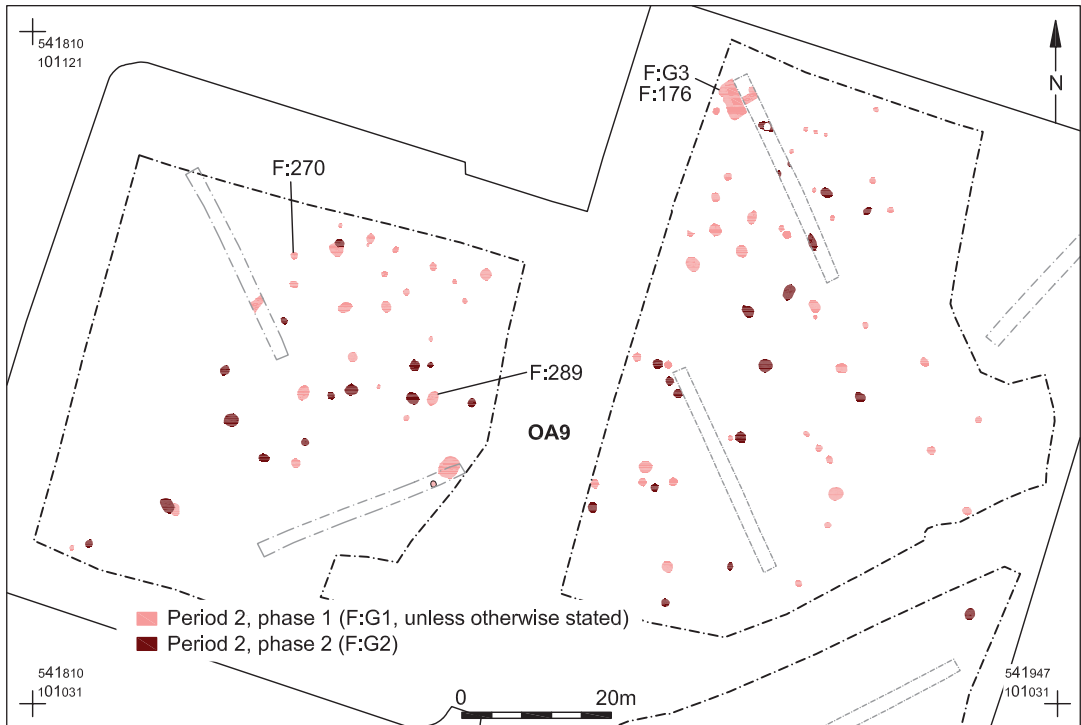 541810
101121
F:G3
F:176
N
F:270
F:289
OA9
Period 2, phase 1 (F:G1, unless otherwise stated)
Period 2, phase 2 (F:G2)
541810
101031
0
20m
541947
101031